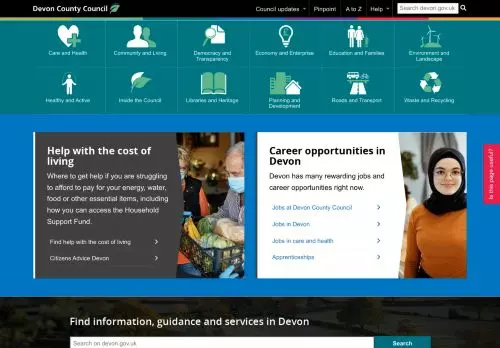 Devon County Council
Council updates
Pinpoint
A to Z
Help
Search devon.gov.uk
Care and Health
Community and Living
Democracy and
Transparency
Economy and Enterprise
Education and Families
Environment and
Landscape
Healthy and Active
Inside the Council
Libraries and Heritage
Planning and
Development
Roads and Transport
Waste and Recycling
Help with the cost of
living
Where to get help if you are struggling
to afford to pay for your energy, water,
food or other essential items, including
how you can access the Household
Support Fund.
Find help with the cost of living
Citizens Advice Devon
Career opportunities in
Devon
Devon has many rewarding jobs and
career opportunities right now.
Jobs at Devon County Council
Jobs in Devon
Jobs in care and health
Apprenticeships
Is this page useful?
Find information, guidance and services in Devon
Search on devon.gov.uk
Search